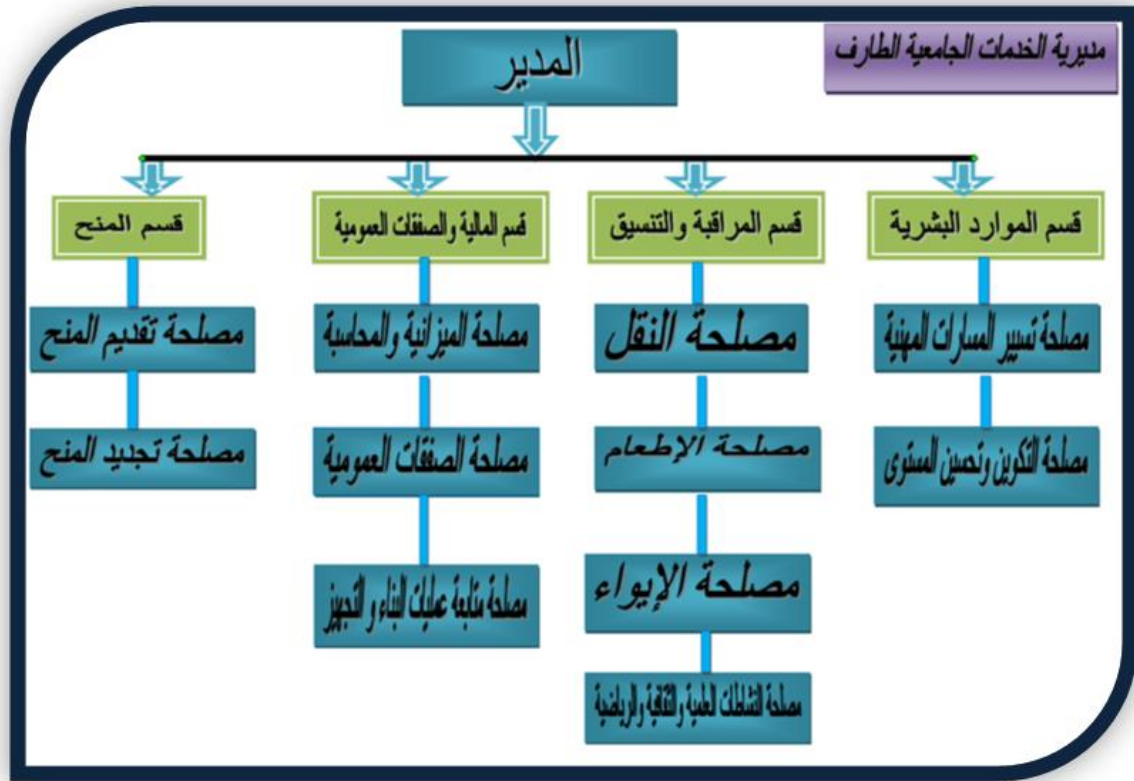 مديرية الخدمات الجامعية الطارف
المدير
قسم الموارد البشرية
مصلحة تسيير المسارات المهنية
مصلحة التكوين وتحسين المستوى
قسم المراقبة والتنسيق
مصلحة النقل
مصلحة الإطعام
مصلحة الإيواء
مصلحة النشاطات العلمية والثقافية والرياضية
قسم المالية والصفقات العمومية
مصلحة الميزانية والمحاسبة
مصلحة الصفقات العمومية
مصلحة متابعة عمليات البناء و التجهيز
قسم المنح
مصلحة تقديم المنح
مصلحة تجديد المنح